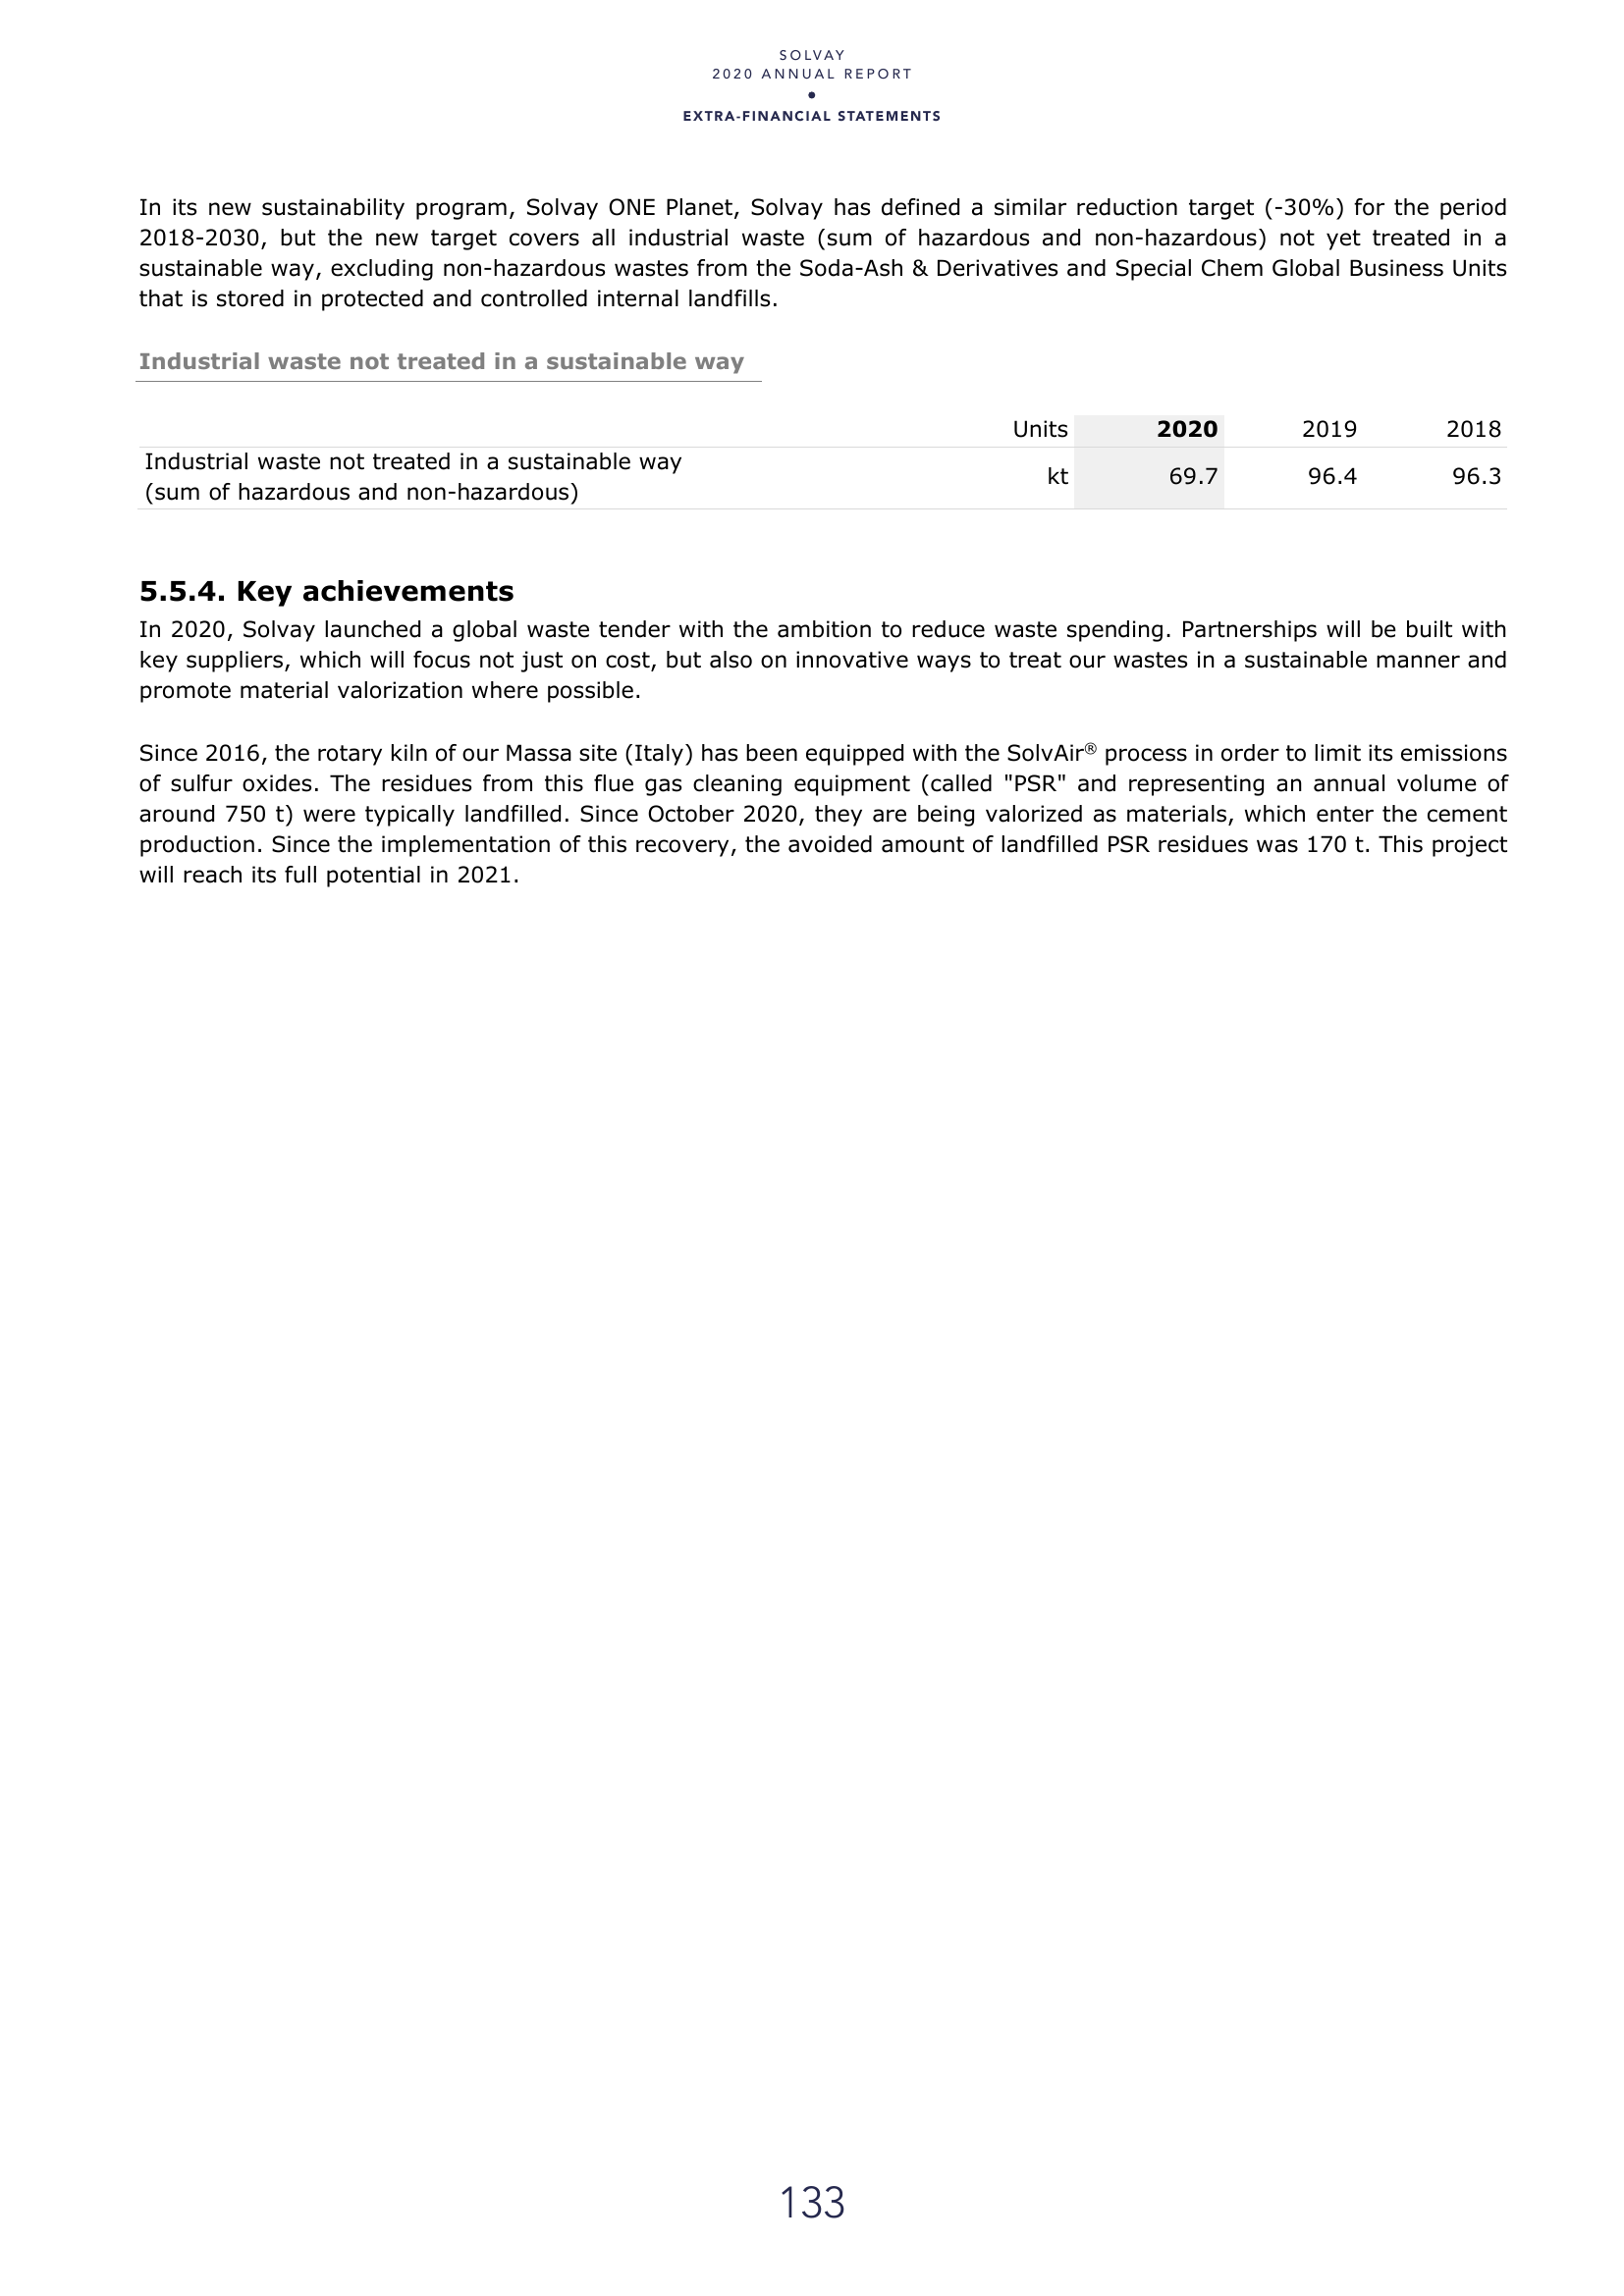 SOLVAY
2020 ANNUAL REPORT
•
EXTRA-FINANCIAL STATEMENTS
In its new sustainability program, Solvay ONE Planet, Solvay has defined a similar reduction target (-30%) for the period
2018-2030, but the new target covers all industrial waste (sum of hazardous and non-hazardous) not yet treated in a
sustainable way, excluding non-hazardous wastes from the Soda-Ash & Derivatives and Special Chem Global Business Units
that is stored in protected and controlled internal landfills.
Industrial waste not treated in a sustainable way
Units 2020 2019 2018
Industrial waste not treated in a sustainable way
(sum of hazardous and non-hazardous) kt 69.7 96.4 96.3
5.5.4. Key achievements
In 2020, Solvay launched a global waste tender with the ambition to reduce waste spending. Partnerships will be built with
key suppliers, which will focus not just on cost, but also on innovative ways to treat our wastes in a sustainable manner and
promote material valorization where possible.
Since 2016, the rotary kiln of our Massa site (Italy) has been equipped with the SolvAir® process in order to limit its emissions
of sulfur oxides. The residues from this flue gas cleaning equipment (called "PSR" and representing an annual volume of
around 750 t) were typically landfilled. Since October 2020, they are being valorized as materials, which enter the cement
production. Since the implementation of this recovery, the avoided amount of landfilled PSR residues was 170 t. This project
will reach its full potential in 2021.
133